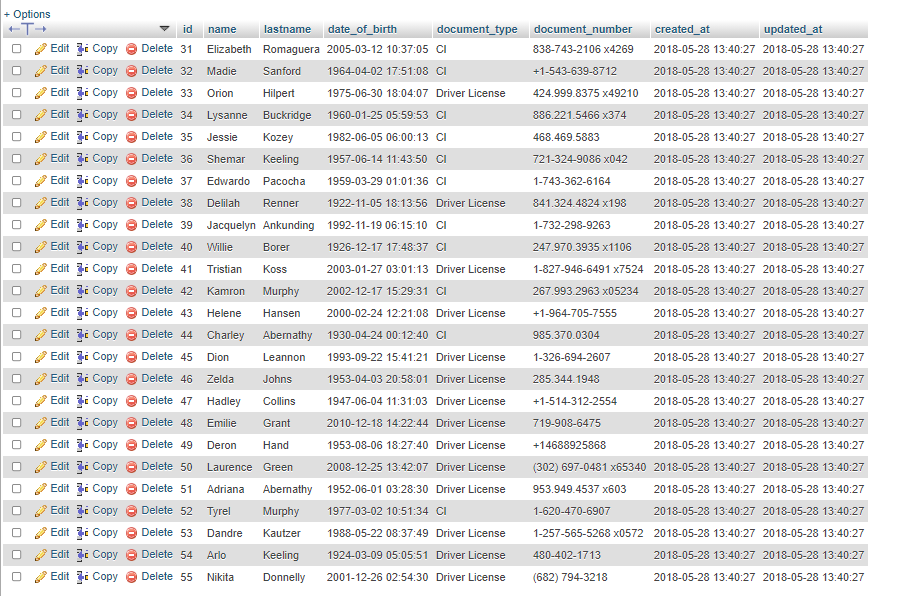 + Options
←T→ id name lastname date_of_birth document_type document_number created_at updated_at
Edit Copy Delete 31 Elizabeth Romaguera 2005-03-12 10:37:05 CI 838-743-2106 x4269 2018-05-28 13:40:27 2018-05-28 13:40:27
Edit Copy Delete 32 Madie Sanford 1964-04-02 17:51:08 CI +1-543-639-8712 2018-05-28 13:40:27 2018-05-28 13:40:27
Edit Copy Delete 33 Orion Hilpert 1975-06-30 18:04:07 Driver License 424.999.8375 x49210 2018-05-28 13:40:27 2018-05-28 13:40:27
Edit Copy Delete 34 Lysanne Buckridge 1960-01-25 05:59:53 CI 886.221.5466 x374 2018-05-28 13:40:27 2018-05-28 13:40:27
Edit Copy Delete 35 Jessie Kozey 1982-06-05 06:00:13 CI 468.469.5883 2018-05-28 13:40:27 2018-05-28 13:40:27
Edit Copy Delete 36 Shemar Keeling 1957-06-14 11:43:50 CI 721-324-9086 x042 2018-05-28 13:40:27 2018-05-28 13:40:27
Edit Copy Delete 37 Edwardo Pacocha 1959-03-29 01:01:36 CI 1-743-362-6164 2018-05-28 13:40:27 2018-05-28 13:40:27
Edit Copy Delete 38 Delilah Renner 1922-11-05 18:13:56 Driver License 841.324.4824 x198 2018-05-28 13:40:27 2018-05-28 13:40:27
Edit Copy Delete 39 Jacquelyn Ankunding 1992-11-19 06:15:10 CI 1-732-298-9263 2018-05-28 13:40:27 2018-05-28 13:40:27
Edit Copy Delete 40 Willie Borer 1926-12-17 17:48:37 CI 247.970.3935 x1106 2018-05-28 13:40:27 2018-05-28 13:40:27
Edit Copy Delete 41 Tristian Koss 2003-01-27 03:01:13 Driver License 1-827-946-6491 x7524 2018-05-28 13:40:27 2018-05-28 13:40:27
Edit Copy Delete 42 Kamron Murphy 2002-12-17 15:29:31 CI 267.993.2963 x05234 2018-05-28 13:40:27 2018-05-28 13:40:27
Edit Copy Delete 43 Helene Hansen 2000-02-24 12:21:08 Driver License +1-964-705-7555 2018-05-28 13:40:27 2018-05-28 13:40:27
Edit Copy Delete 44 Charley Abernathy 1930-04-24 00:12:40 CI 985.370.0304 2018-05-28 13:40:27 2018-05-28 13:40:27
Edit Copy Delete 45 Dion Leannon 1993-09-22 15:41:21 Driver License 1-326-694-2607 2018-05-28 13:40:27 2018-05-28 13:40:27
Edit Copy Delete 46 Zelda Johns 1953-04-03 20:58:01 Driver License 285.344.1948 2018-05-28 13:40:27 2018-05-28 13:40:27
Edit Copy Delete 47 Hadley Collins 1947-06-04 11:31:03 Driver License +1-514-312-2554 2018-05-28 13:40:27 2018-05-28 13:40:27
Edit Copy Delete 48 Emilie Grant 2010-12-18 14:22:44 Driver License 719-908-6475 2018-05-28 13:40:27 2018-05-28 13:40:27
Edit Copy Delete 49 Deron Hand 1953-08-06 18:27:40 Driver License +14688925868 2018-05-28 13:40:27 2018-05-28 13:40:27
Edit Copy Delete 50 Laurence Green 2008-12-25 13:42:07 Driver License (302) 697-0481 x65340 2018-05-28 13:40:27 2018-05-28 13:40:27
Edit Copy Delete 51 Adriana Abernathy 1952-06-01 03:28:30 Driver License 953.949.4537 x603 2018-05-28 13:40:27 2018-05-28 13:40:27
Edit Copy Delete 52 Tyrel Murphy 1977-03-02 10:51:34 CI 1-620-470-6907 2018-05-28 13:40:27 2018-05-28 13:40:27
Edit Copy Delete 53 Dandre Kautzer 1988-05-22 08:37:49 Driver License 1-257-565-5268 x0572 2018-05-28 13:40:27 2018-05-28 13:40:27
Edit Copy Delete 54 Arlo Keeling 1924-03-09 05:05:51 Driver License 480-402-1713 2018-05-28 13:40:27 2018-05-28 13:40:27
Edit Copy Delete 55 Nikita Donnelly 2001-12-26 02:54:30 Driver License (682) 794-3218 2018-05-28 13:40:27 2018-05-28 13:40:27